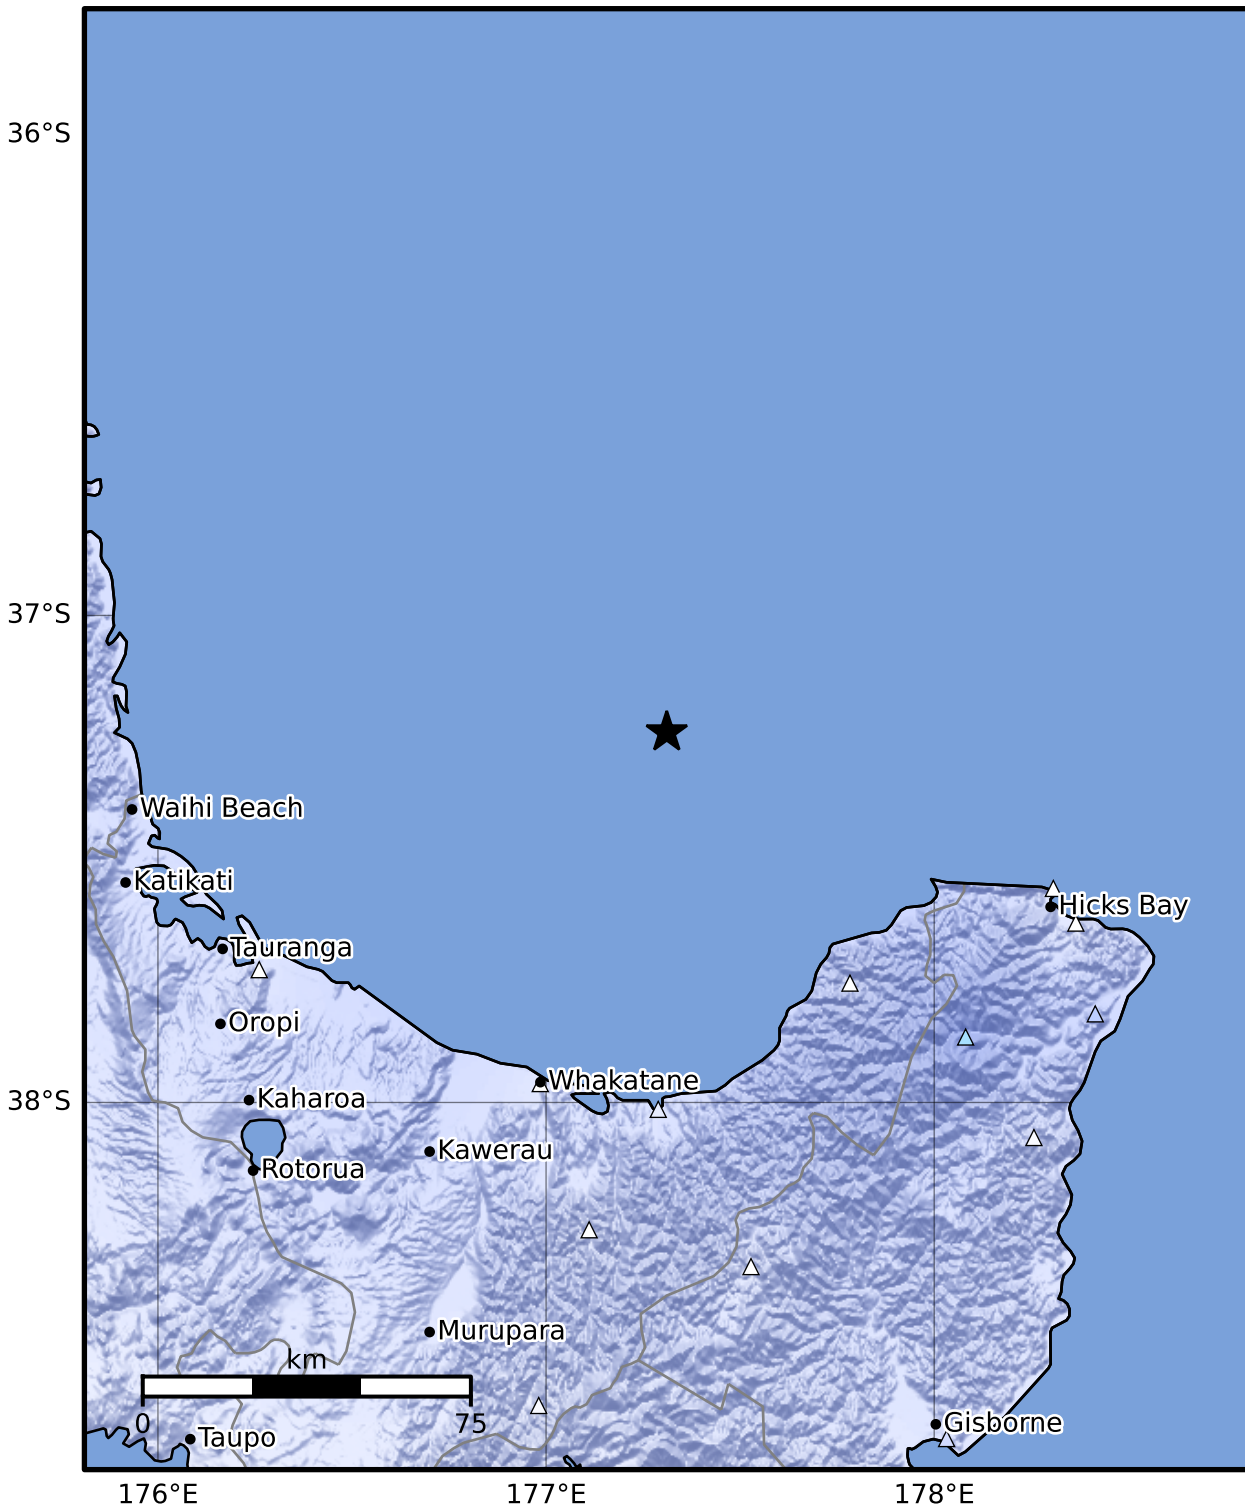 36°S
37°S
Waihi Beach
Katikati
Hicks Bay
Tauranga
Oropi
Whakatane
38°S
Kaharoa
Kawerau
Rotorua
Murupara
km
0
75
Gisborne
Taupo
176°E
177°E
178°E